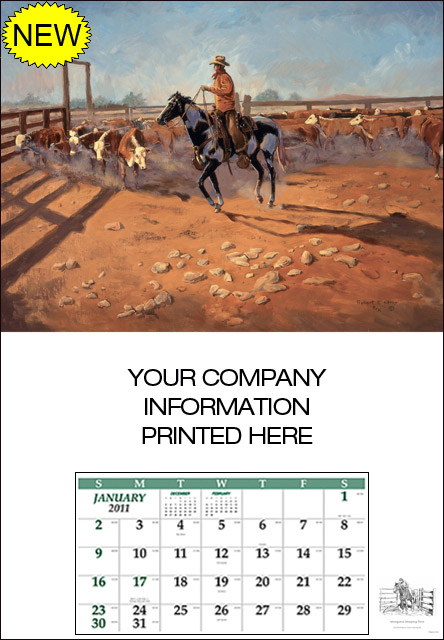 NEW
YOUR COMPANY
INFORMATION
PRINTED HERE
S M T W T F S
JANUARY
2011
DECEMBER FEBRUARY
1
2 3 4 5 6 7 8
9 10 11 12 13 14 15
16 17 18 19 20 21 22
23 24 25 26 27 28 29
30 31